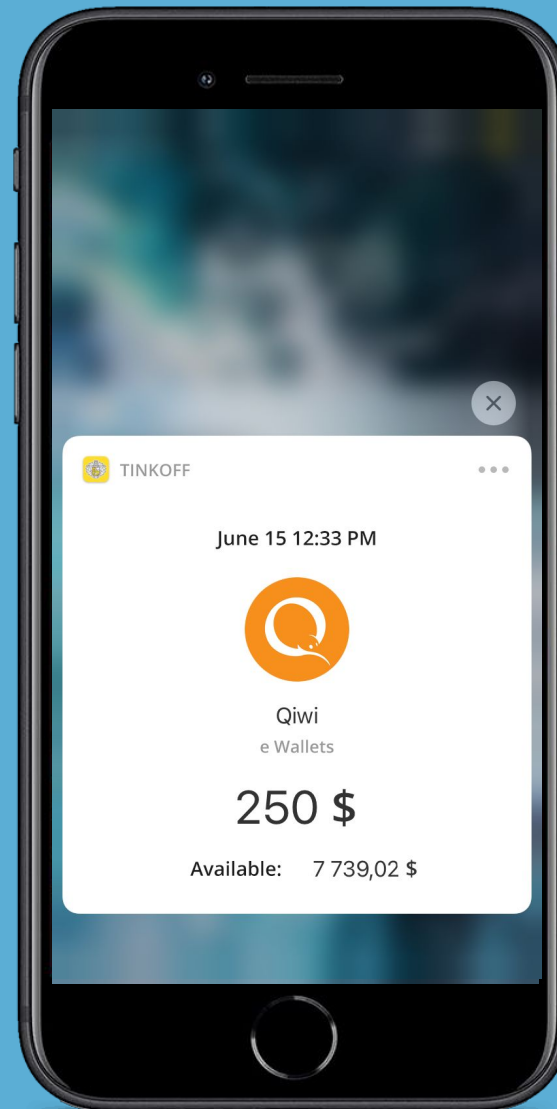 TINKOFF
June 15 12:33 PM
Qiwi
e Wallets
250 $
Available: 7 739,02 $